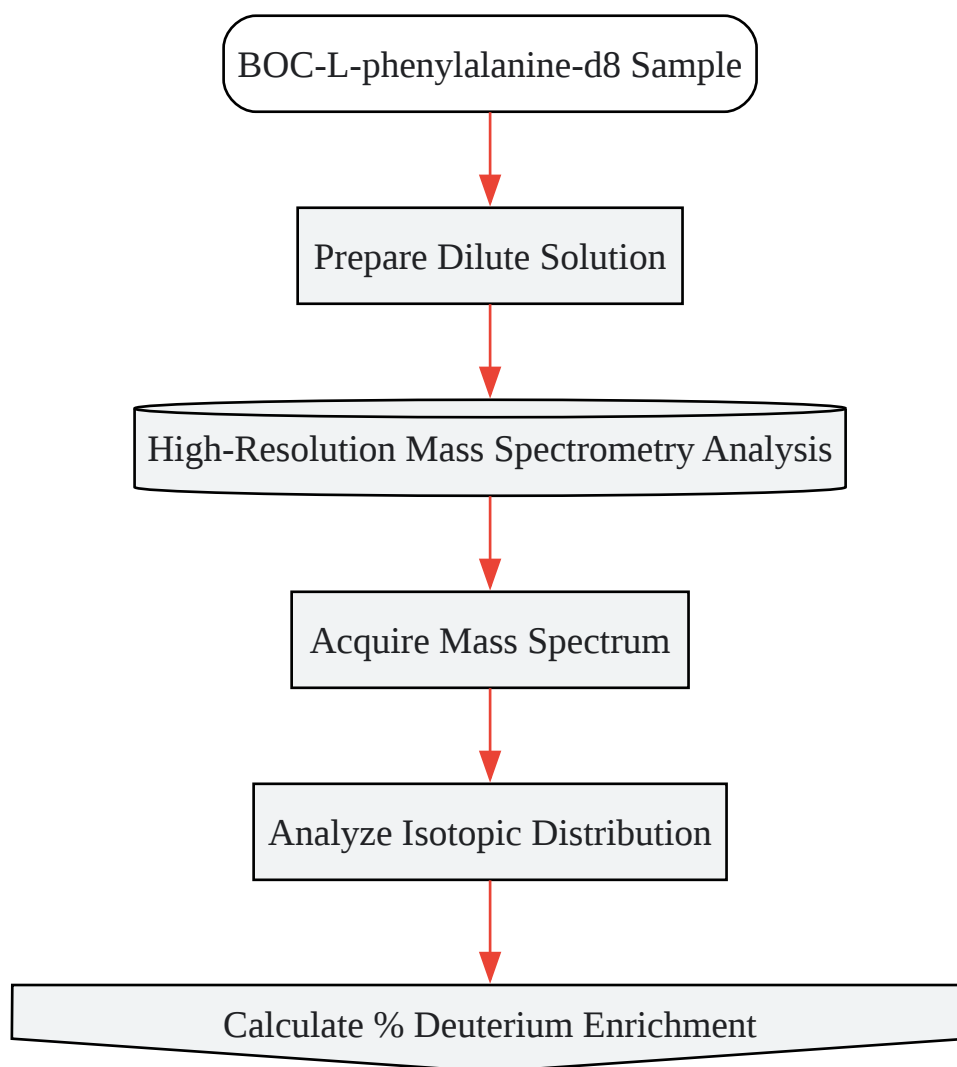 BOC-L-phenylalanine-d8 Sample
Prepare Dilute Solution
High-Resolution Mass Spectrometry Analysis
Acquire Mass Spectrum
Analyze Isotopic Distribution
Calculate % Deuterium Enrichment